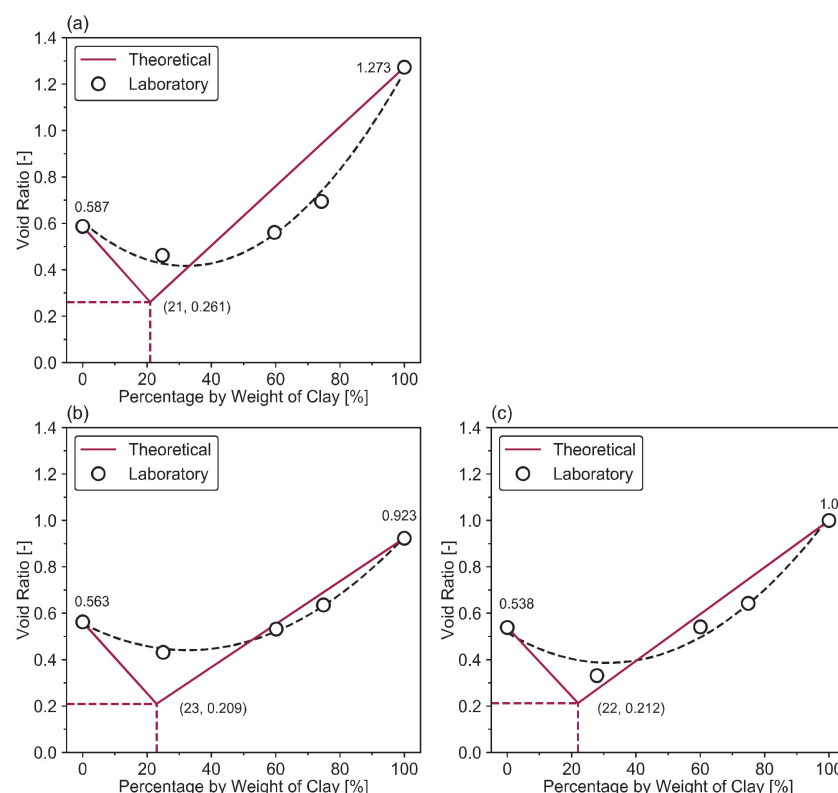 (a)
1.4
1.2
1.0
0.8
0.6
0.4
0.2
0.0
Void Ratio [-]
Theoretical
Laboratory
0.587
1.273
(21, 0.261)
0 20 40 60 80 100
Percentage by Weight of Clay [%]
(b)
1.4
1.2
1.0
0.8
0.6
0.4
0.2
0.0
Void Ratio [-]
Theoretical
Laboratory
0.563
0.923
(23, 0.209)
0 20 40 60 80 100
Percentage by Weight of Clay [%]
(c)
1.4
1.2
1.0
0.8
0.6
0.4
0.2
0.0
Void Ratio [-]
Theoretical
Laboratory
0.538
1.0
(22, 0.212)
0 20 40 60 80 100
Percentage by Weight of Clay [%]